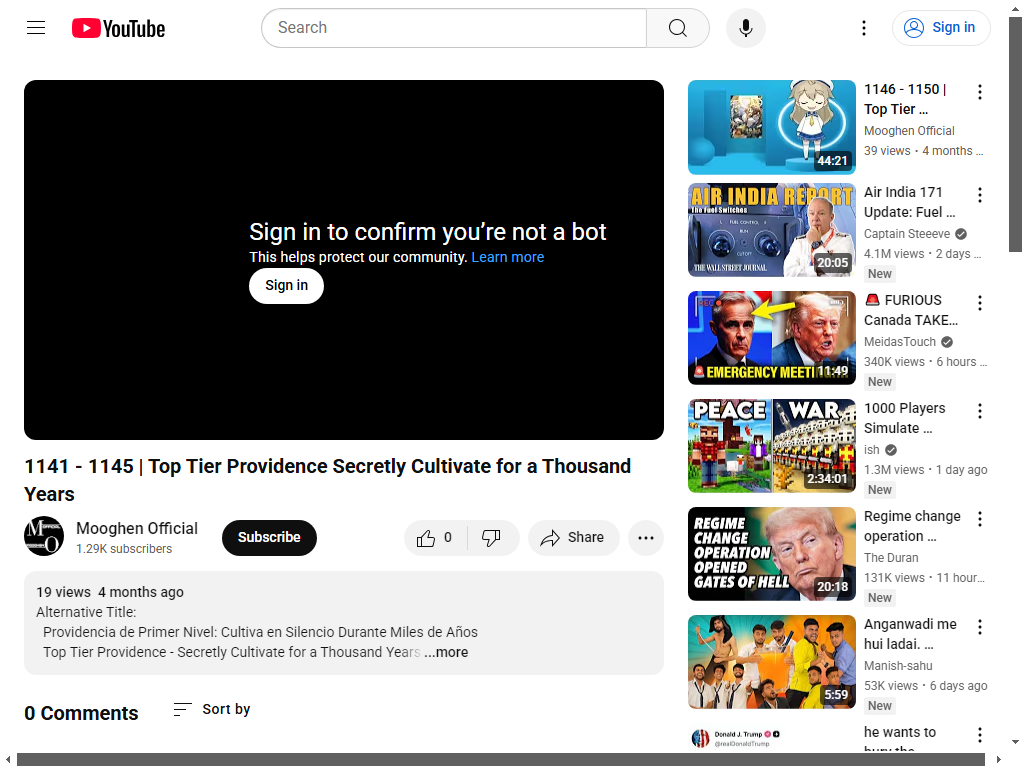 YouTube
Search
Sign in
Sign in to confirm you’re not a bot
This helps protect our community. Learn more
Sign in
1141 - 1145 | Top Tier Providence Secretly Cultivate for a Thousand
Years
Mooghen Official
1.29K subscribers
Subscribe
0
Share
19 views 4 months ago
Alternative Title:
Providencia de Primer Nivel: Cultiva en Silencio Durante Miles de Años
Top Tier Providence - Secretly Cultivate for a Thousand Years ...more
0 Comments
Sort by
44:21
1146 - 1150 |
Top Tier ...
Mooghen Official
39 views • 4 months ...
AIR INDIA REPORT
The Fuel Switches
FUEL CONTROL
RUN
CUTOFF
THE WALL STREET JOURNAL
20:05
Air India 171
Update: Fuel ...
Captain Steeeve
4.1M views • 2 days ...
New
REC
EMERGENCY MEETING
11:49
🚨 FURIOUS
Canada TAKE...
MeidasTouch
340K views • 6 hours ...
New
PEACE WAR
2:34:01
1000 Players
Simulate ...
ish
1.3M views • 1 day ago
New
REGIME
CHANGE
OPERATION
OPENED
GATES OF HELL
20:18
Regime change
operation ...
The Duran
131K views • 11 hour...
New
5:59
Anganwadi me
hui ladai. ...
Manish-sahu
53K views • 6 days ago
New
Donald J. Trump
@realDonaldTrump
he wants to
bury the